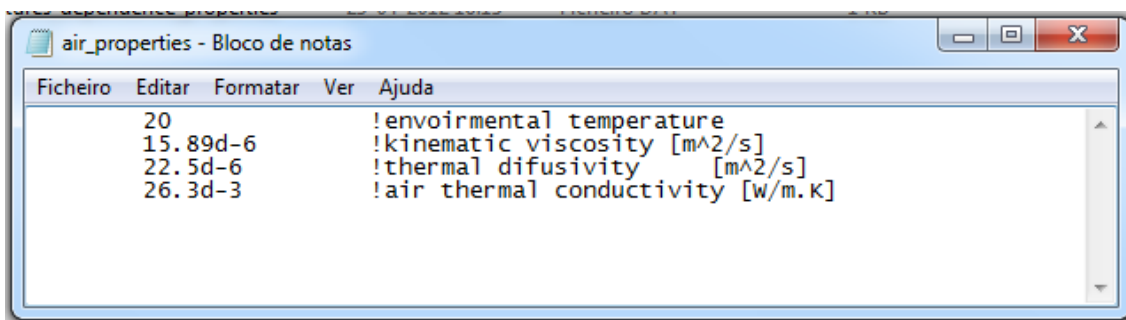 air_properties - Bloco de notas
Ficheiro Editar Formatar Ver Ajuda
20 !envoirmental temperature
15.89d-6 !kinematic viscosity [m^2/s]
22.5d-6 !thermal difusivity [m^2/s]
26.3d-3 !air thermal conductivity [W/m.K]